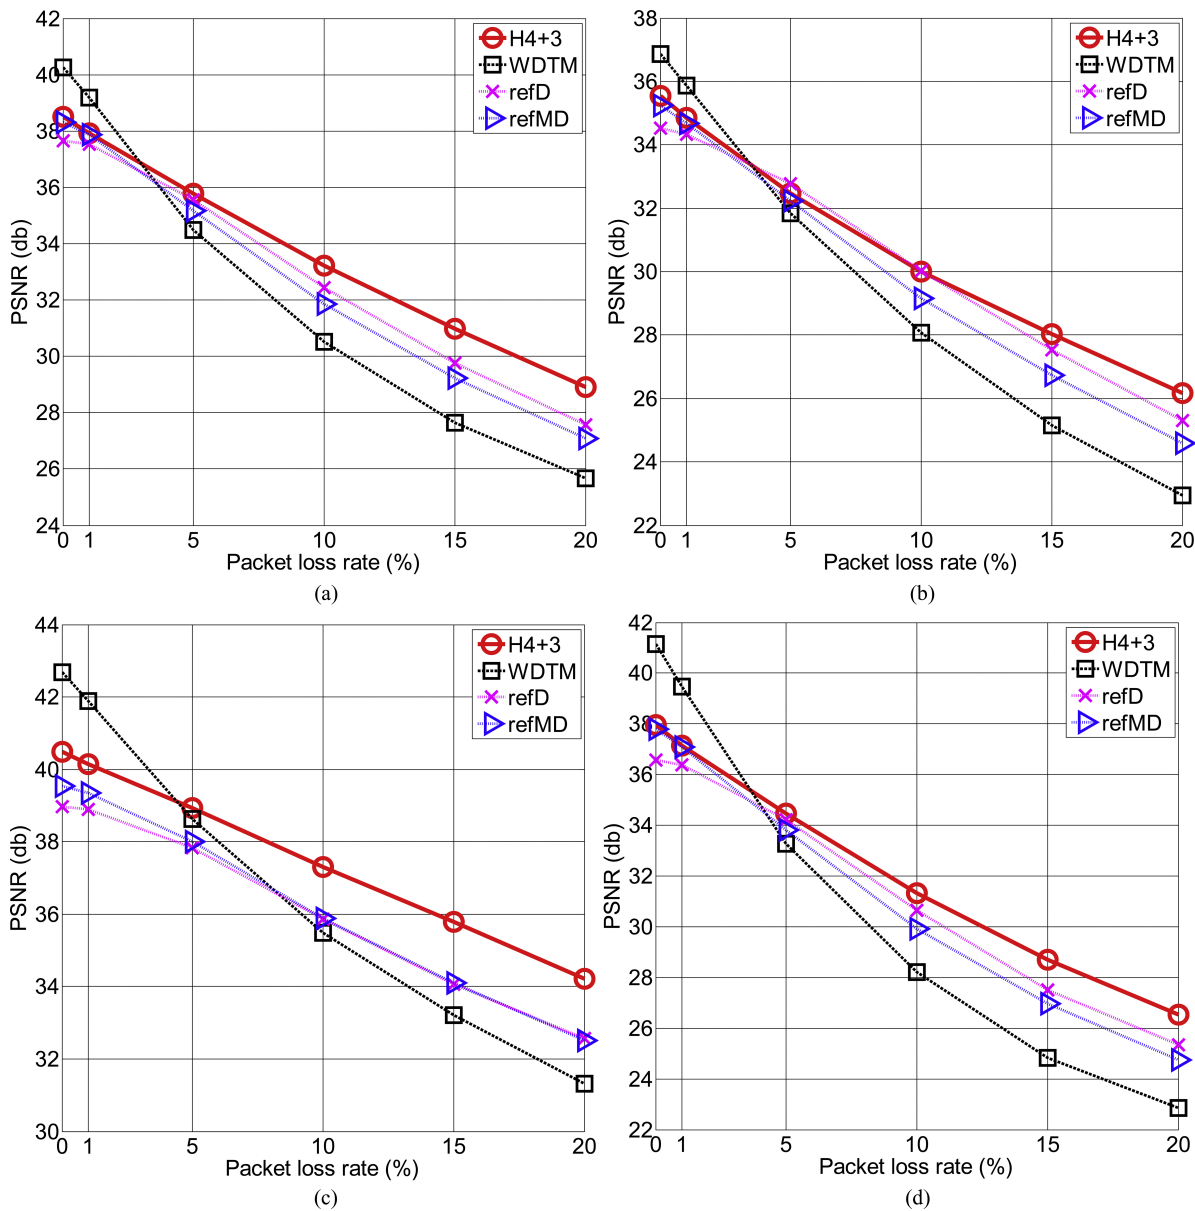 42
40
38
36
34
32
30
28
26
24
PSNR (db)
H4+3
WDTM
refD
refMD
0 1 5 10 15 20
Packet loss rate (%)
(a)
38
36
34
32
30
28
26
24
22
PSNR (db)
H4+3
WDTM
refD
refMD
0 1 5 10 15 20
Packet loss rate (%)
(b)
44
42
40
38
36
34
32
30
PSNR (db)
H4+3
WDTM
refD
refMD
0 1 5 10 15 20
Packet loss rate (%)
(c)
42
40
38
36
34
32
30
28
26
24
22
PSNR (db)
H4+3
WDTM
refD
refMD
0 1 5 10 15 20
Packet loss rate (%)
(d)